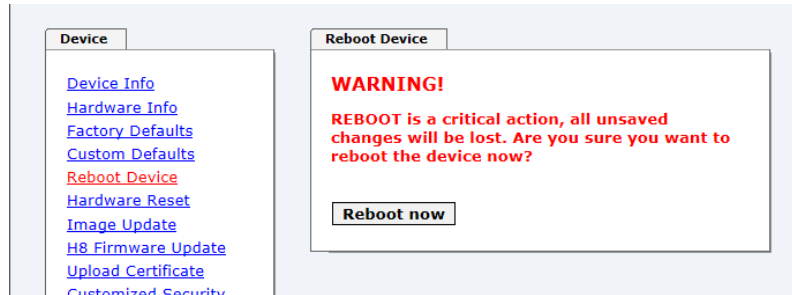 Device
Device Info
Hardware Info
Factory Defaults
Custom Defaults
Reboot Device
Hardware Reset
Image Update
H8 Firmware Update
Upload Certificate
Customized Security
Reboot Device
WARNING!
REBOOT is a critical action, all unsaved
changes will be lost. Are you sure you want to
reboot the device now?
Reboot now